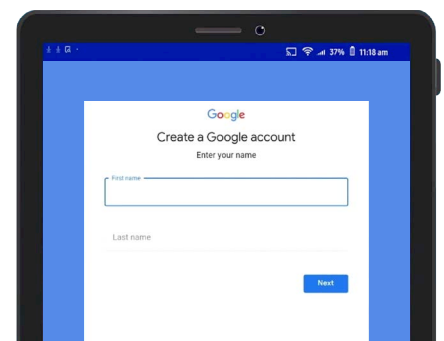 37% 11:18 am
Google
Create a Google account
Enter your name
First name
Last name
Next